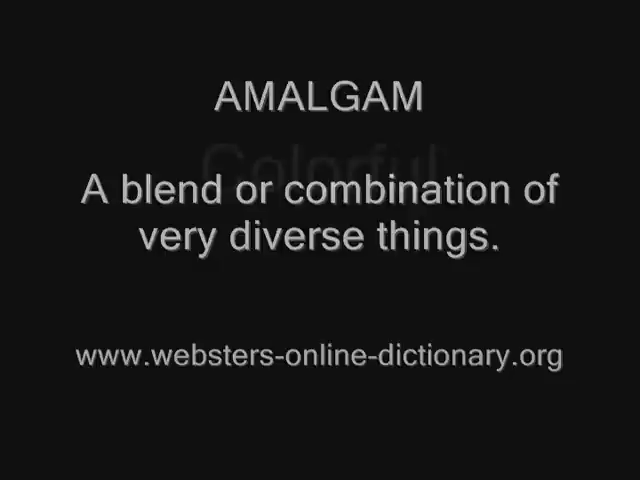 AMALGAM
Colorful
A blend or combination of
very diverse things.
www.websters-online-dictionary.org